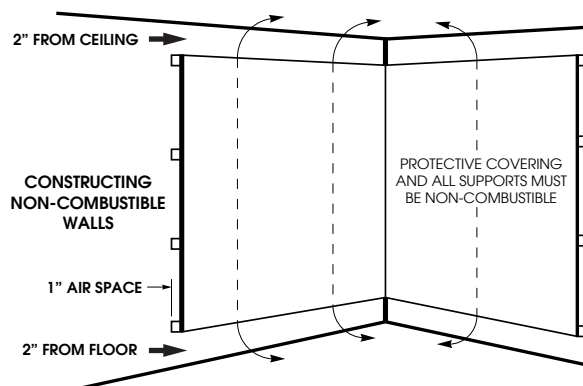 2” FROM CEILING
CONSTRUCTING
NON-COMBUSTIBLE
WALLS
PROTECTIVE COVERING
AND ALL SUPPORTS MUST
BE NON-COMBUSTIBLE
1” AIR SPACE
2” FROM FLOOR